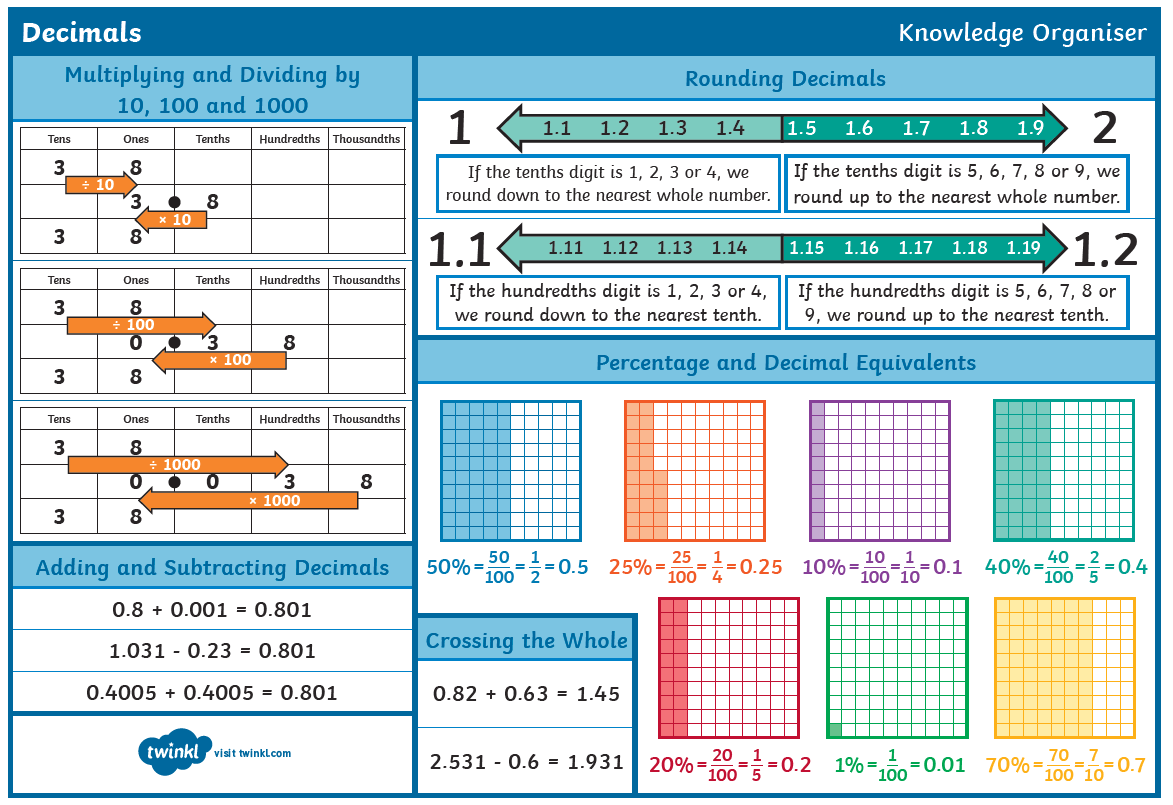 Decimals
Knowledge Organiser
Multiplying and Dividing by
10, 100 and 1000
Tens Ones Tenths Hundredths Thousandths
3 8
÷ 10
3 ● 8
× 10
3 8
Tens Ones Tenths Hundredths Thousandths
3 8
÷ 100
0 ● 3 8
× 100
3 8
Tens Ones Tenths Hundredths Thousandths
3 8
÷ 1000
0 ● 0 3 8
× 1000
3 8
Adding and Subtracting Decimals
0.8 + 0.001 = 0.801
1.031 - 0.23 = 0.801
0.4005 + 0.4005 = 0.801
twinkl visit twinkl.com
Rounding Decimals
1 1.1 1.2 1.3 1.4 1.5 1.6 1.7 1.8 1.9 2
If the tenths digit is 1, 2, 3 or 4, we
round down to the nearest whole number.
If the tenths digit is 5, 6, 7, 8 or 9, we
round up to the nearest whole number.
1.1 1.11 1.12 1.13 1.14 1.15 1.16 1.17 1.18 1.19 1.2
If the hundredths digit is 1, 2, 3 or 4,
we round down to the nearest tenth.
If the hundredths digit is 5, 6, 7, 8 or
9, we round up to the nearest tenth.
Percentage and Decimal Equivalents
50% = 50/100 = 1/2 = 0.5
25% = 25/100 = 1/4 = 0.25
10% = 10/100 = 1/10 = 0.1
40% = 40/100 = 2/5 = 0.4
20% = 20/100 = 1/5 = 0.2
1% = 1/100 = 0.01
70% = 70/100 = 7/10 = 0.7
Crossing the Whole
0.82 + 0.63 = 1.45
2.531 - 0.6 = 1.931